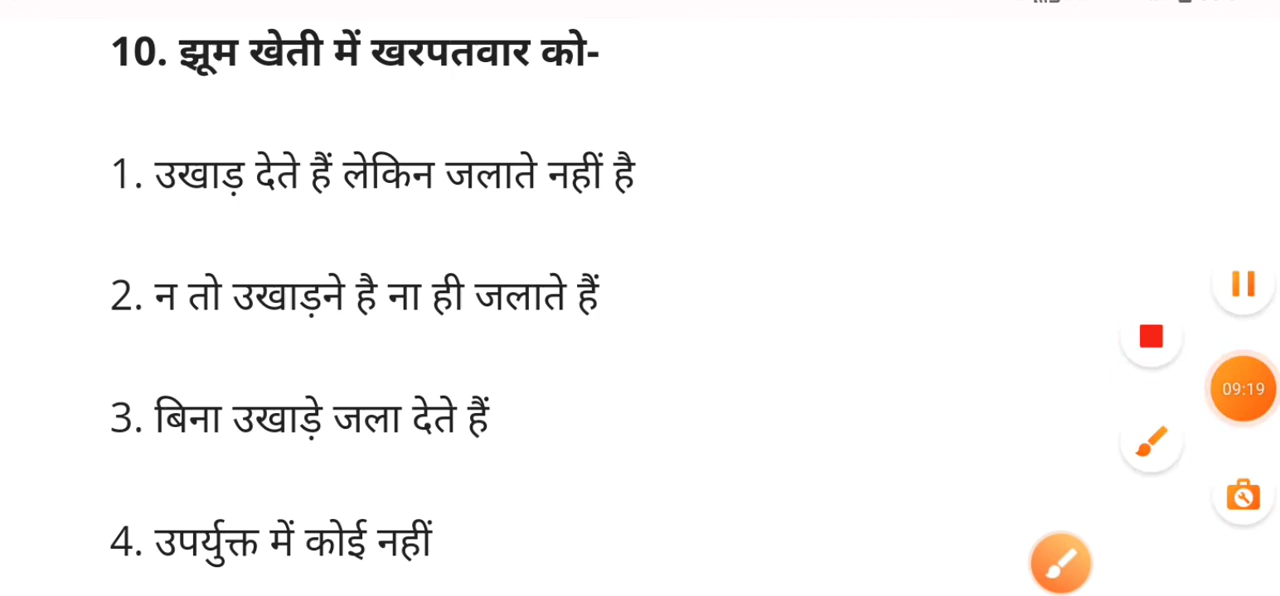 10. झूम खेती में खरपतवार को-
1. उखाड़ देते हैं लेकिन जलाते नहीं है
2. न तो उखाड़ने है ना ही जलाते हैं
3. बिना उखाड़े जला देते हैं
09:19
4. उपर्युक्त में कोई नहीं